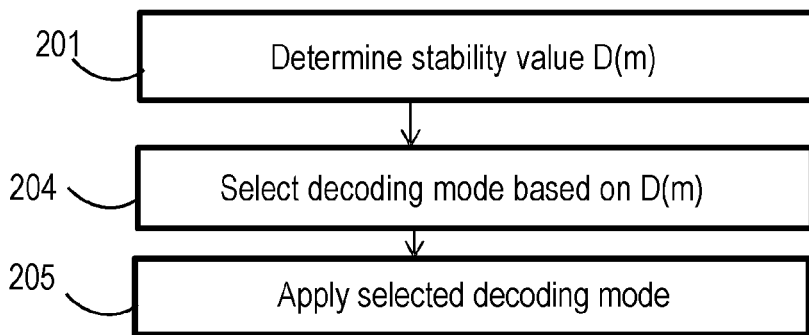 201
Determine stability value D(m)
204
Select decoding mode based on D(m)
205
Apply selected decoding mode